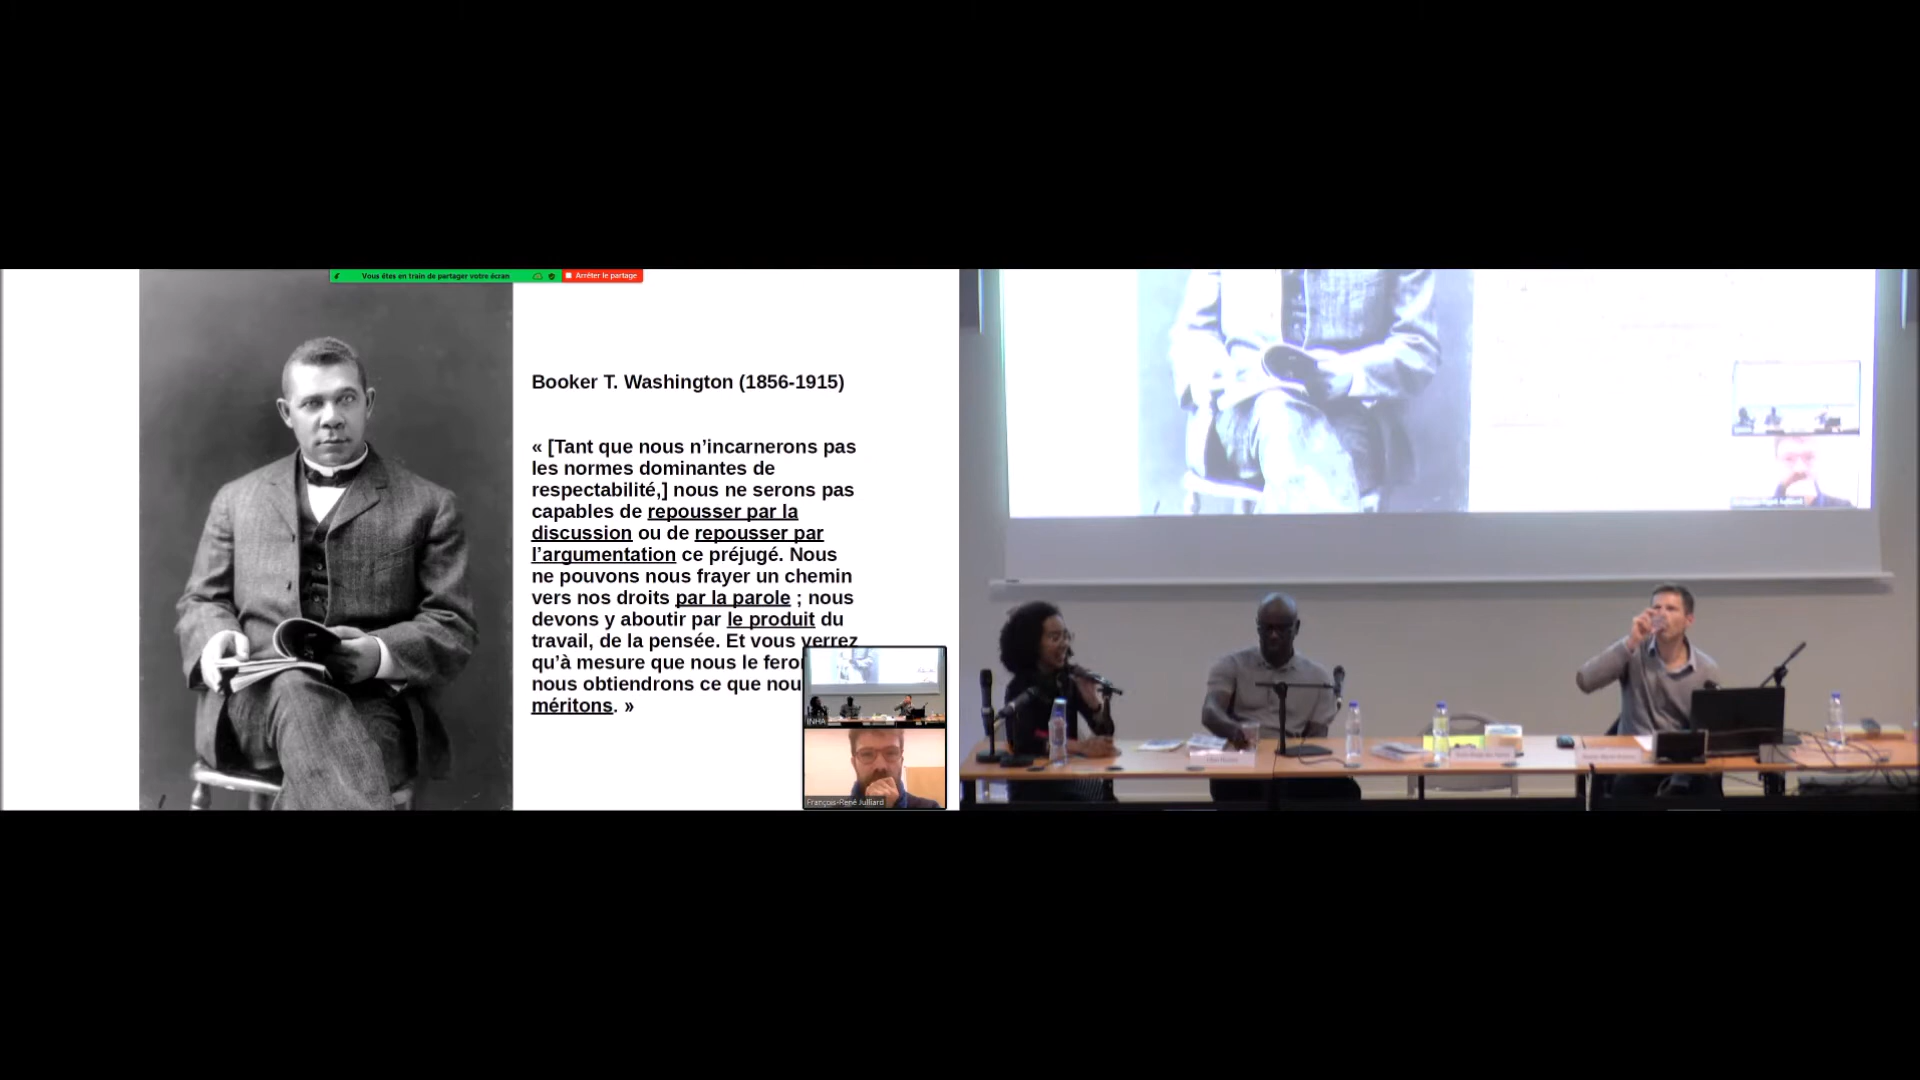 Vous êtes en train de partager votre écran
Arrêter le partage
Booker T. Washington (1856-1915)
« [Tant que nous n’incarnerons pas
les normes dominantes de
respectabilité,] nous ne serons pas
capables de repousser par la
discussion ou de repousser par
l’argumentation ce préjugé. Nous
ne pouvons nous frayer un chemin
vers nos droits par la parole ; nous
devons y aboutir par le produit du
travail, de la pensée. Et vous verrez
qu’à mesure que nous le
nous obtiendrons ce que
méritons. »
INHA
François-René Julliard